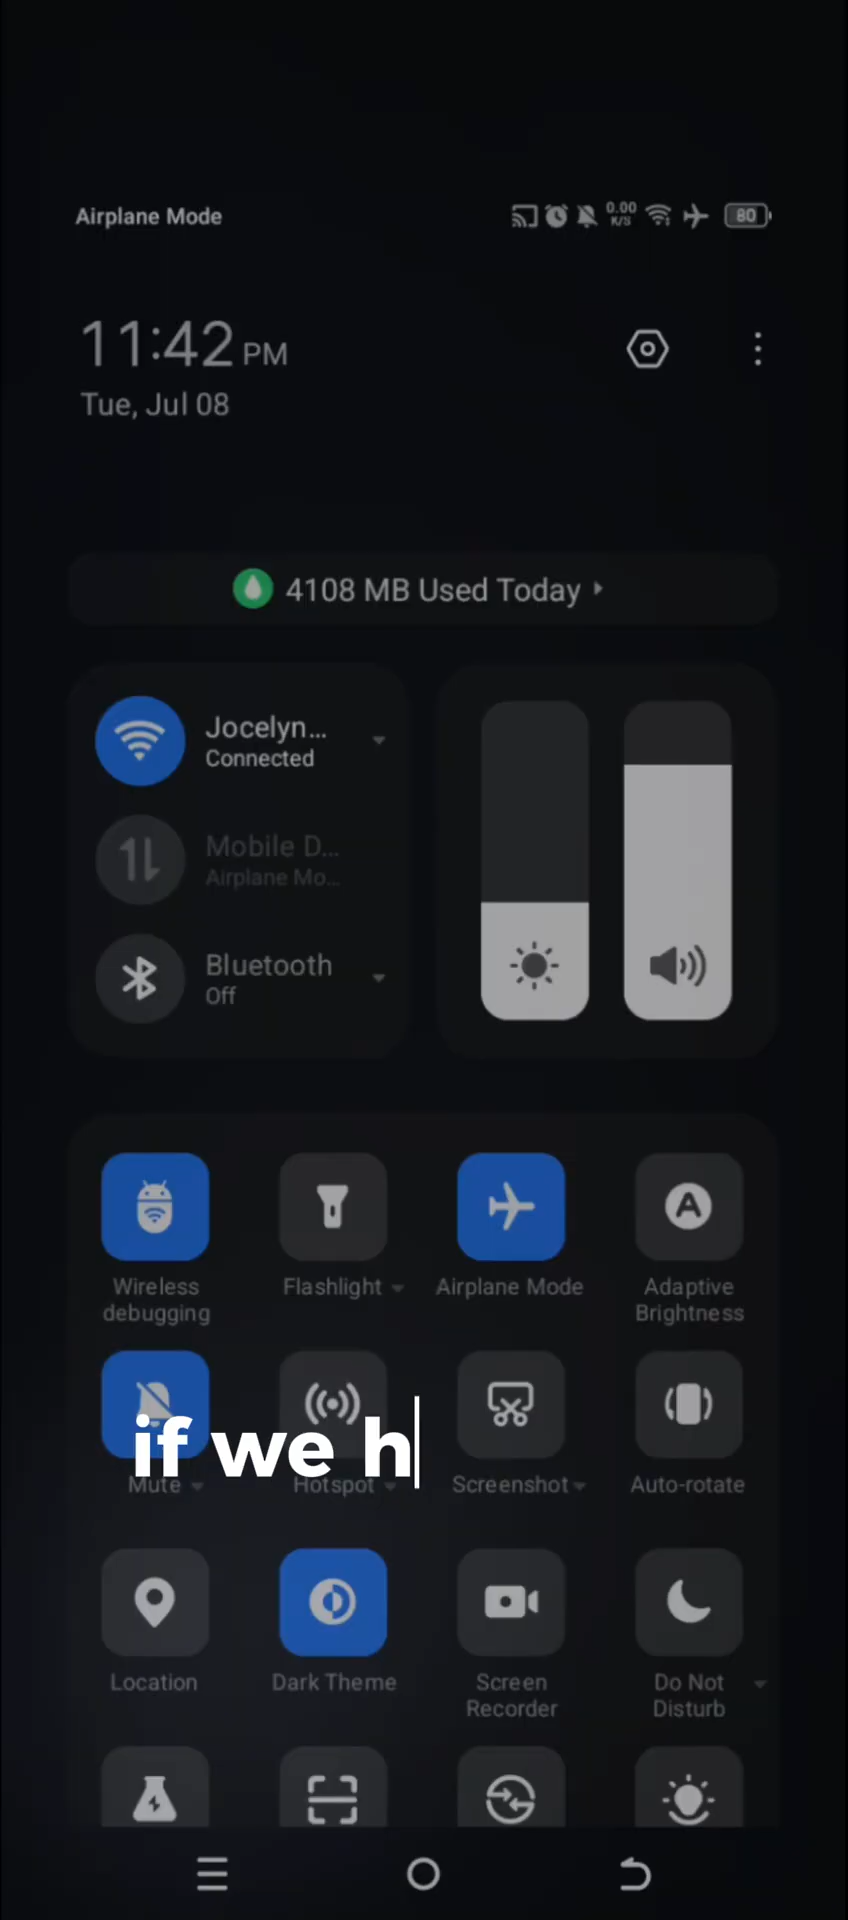 Airplane Mode
0.00
K/S
80
11:42 PM
Tue, Jul 08
4108 MB Used Today
Jocelyn...
Connected
Mobile D...
Airplane Mo...
Bluetooth
Off
Wireless
debugging
Flashlight
Airplane Mode
Adaptive
Brightness
if we h
Mute
Hotspot
Screenshot
Auto-rotate
Location
Dark Theme
Screen
Recorder
Do Not
Disturb